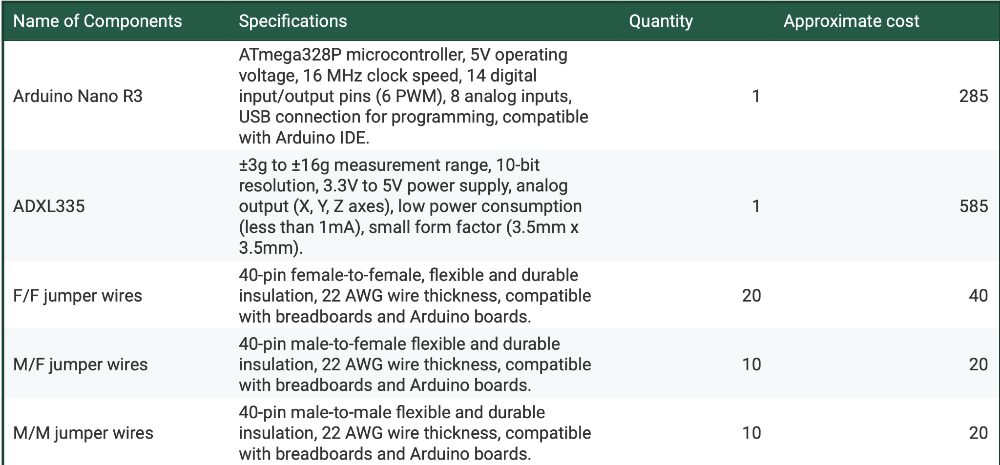 Name of Components Specifications Quantity Approximate cost
ATmega328P microcontroller, 5V operating
voltage, 16 MHz clock speed, 14 digital
Arduino Nano R3 input/output pins (6 PWM), 8 analog inputs, 1 285
USB connection for programming, compatible
with Arduino IDE.
±3g to ±16g measurement range, 10-bit
resolution, 3.3V to 5V power supply, analog
ADXL335 output (X, Y, Z axes), low power consumption 1 585
(less than 1mA), small form factor (3.5mm x
3.5mm).
40-pin female-to-female, flexible and durable
F/F jumper wires insulation, 22 AWG wire thickness, compatible 20 40
with breadboards and Arduino boards.
40-pin male-to-female flexible and durable
M/F jumper wires insulation, 22 AWG wire thickness, compatible 10 20
with breadboards and Arduino boards.
40-pin male-to-male flexible and durable
M/M jumper wires insulation, 22 AWG wire thickness, compatible 10 20
with breadboards and Arduino boards.